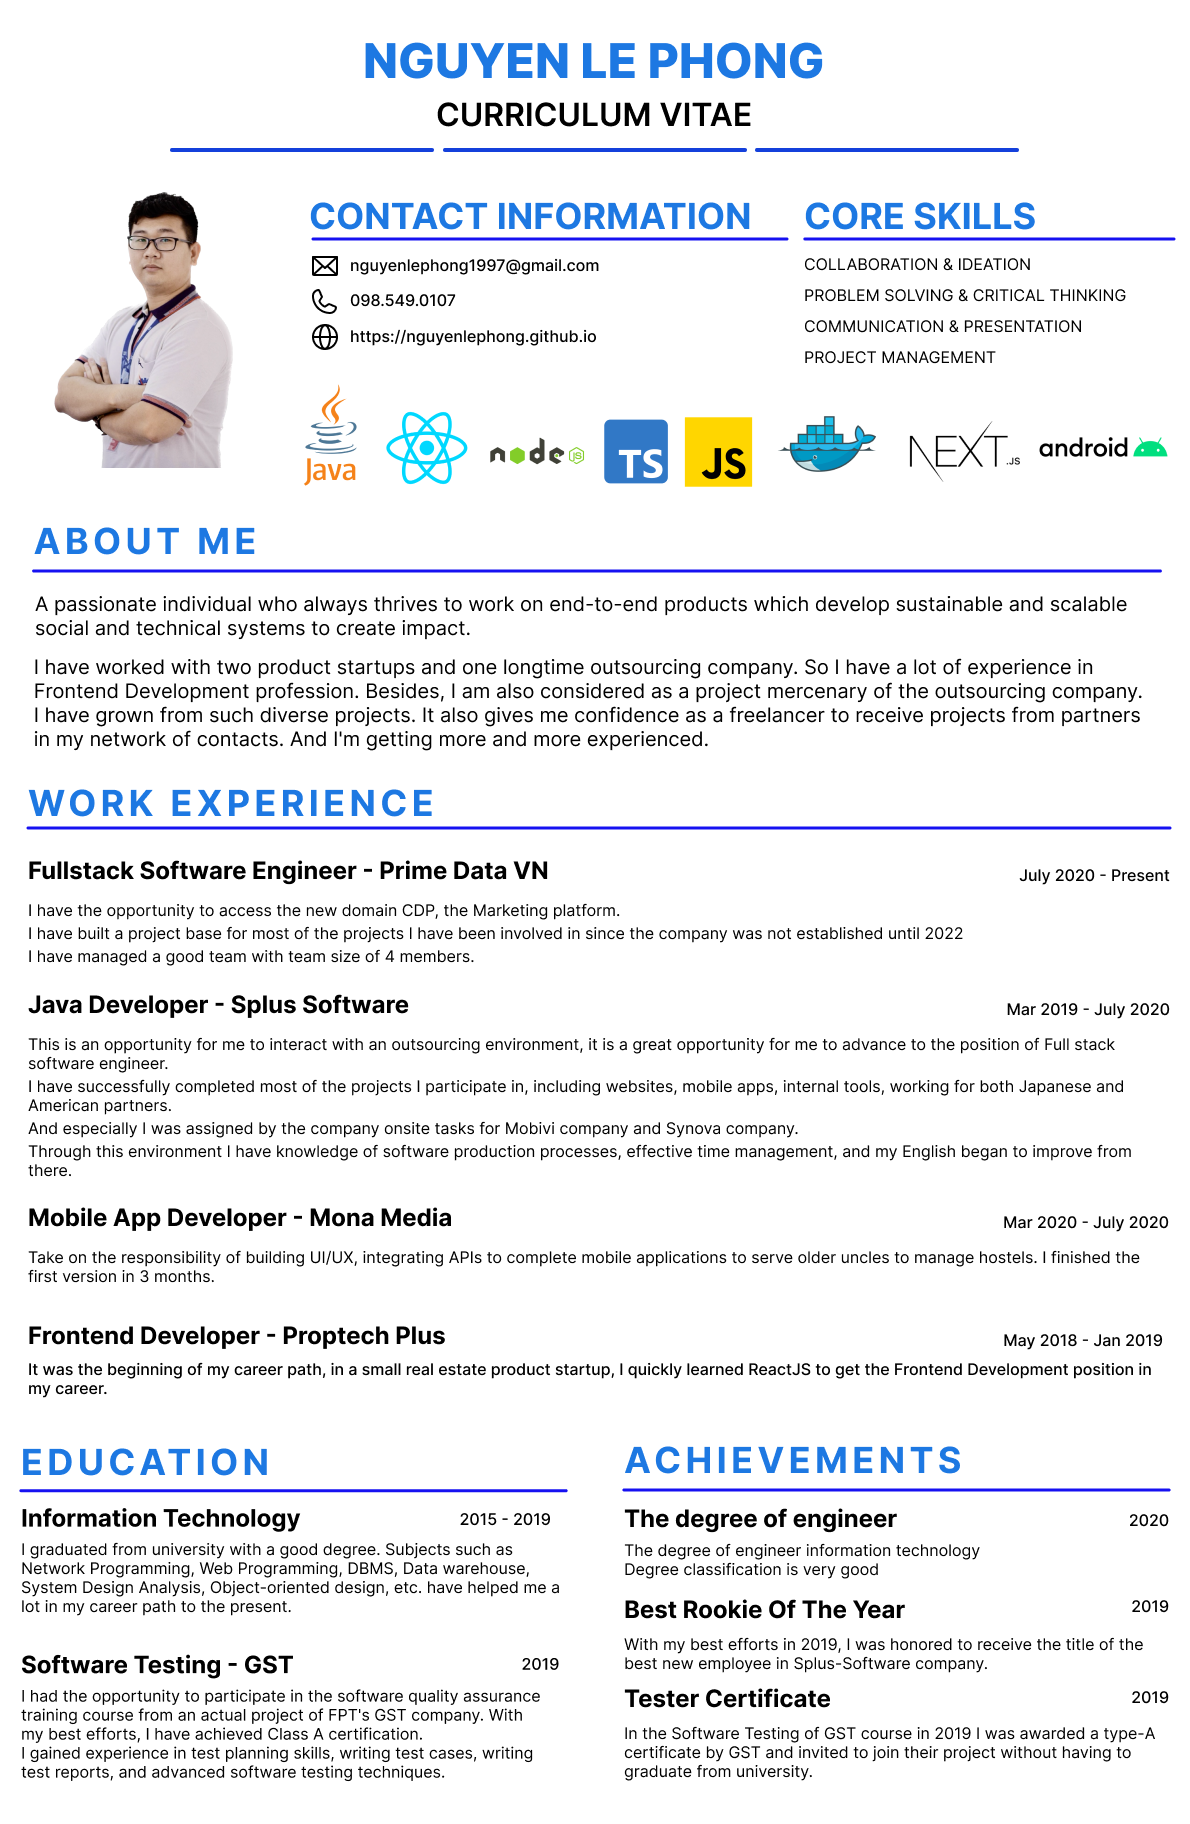 NGUYEN LE PHONG
CURRICULUM VITAE
CONTACT INFORMATION
nguyenlephong1997@gmail.com
098.549.0107
https://nguyenlephong.github.io
CORE SKILLS
COLLABORATION & IDEATION
PROBLEM SOLVING & CRITICAL THINKING
COMMUNICATION & PRESENTATION
PROJECT MANAGEMENT
Java
node JS
TS
JS
NEXT.JS
android
ABOUT ME
A passionate individual who always thrives to work on end-to-end products which develop sustainable and scalable
social and technical systems to create impact.
I have worked with two product startups and one longtime outsourcing company. So I have a lot of experience in
Frontend Development profession. Besides, I am also considered as a project mercenary of the outsourcing company.
I have grown from such diverse projects. It also gives me confidence as a freelancer to receive projects from partners
in my network of contacts. And I'm getting more and more experienced.
WORK EXPERIENCE
Fullstack Software Engineer - Prime Data VN
July 2020 - Present
I have the opportunity to access the new domain CDP, the Marketing platform.
I have built a project base for most of the projects I have been involved in since the company was not established until 2022
I have managed a good team with team size of 4 members.
Java Developer - Splus Software
Mar 2019 - July 2020
This is an opportunity for me to interact with an outsourcing environment, it is a great opportunity for me to advance to the position of Full stack
software engineer.
I have successfully completed most of the projects I participate in, including websites, mobile apps, internal tools, working for both Japanese and
American partners.
And especially I was assigned by the company onsite tasks for Mobivi company and Synova company.
Through this environment I have knowledge of software production processes, effective time management, and my English began to improve from
there.
Mobile App Developer - Mona Media
Mar 2020 - July 2020
Take on the responsibility of building UI/UX, integrating APIs to complete mobile applications to serve older uncles to manage hostels. I finished the
first version in 3 months.
Frontend Developer - Proptech Plus
May 2018 - Jan 2019
It was the beginning of my career path, in a small real estate product startup, I quickly learned ReactJS to get the Frontend Development position in
my career.
EDUCATION
Information Technology
2015 - 2019
I graduated from university with a good degree. Subjects such as
Network Programming, Web Programming, DBMS, Data warehouse,
System Design Analysis, Object-oriented design, etc. have helped me a
lot in my career path to the present.
Software Testing - GST
2019
I had the opportunity to participate in the software quality assurance
training course from an actual project of FPT's GST company. With
my best efforts, I have achieved Class A certification.
I gained experience in test planning skills, writing test cases, writing
test reports, and advanced software testing techniques.
ACHIEVEMENTS
The degree of engineer
2020
The degree of engineer information technology
Degree classification is very good
Best Rookie Of The Year
2019
With my best efforts in 2019, I was honored to receive the title of the
best new employee in Splus-Software company.
Tester Certificate
2019
In the Software Testing of GST course in 2019 I was awarded a type-A
certificate by GST and invited to join their project without having to
graduate from university.